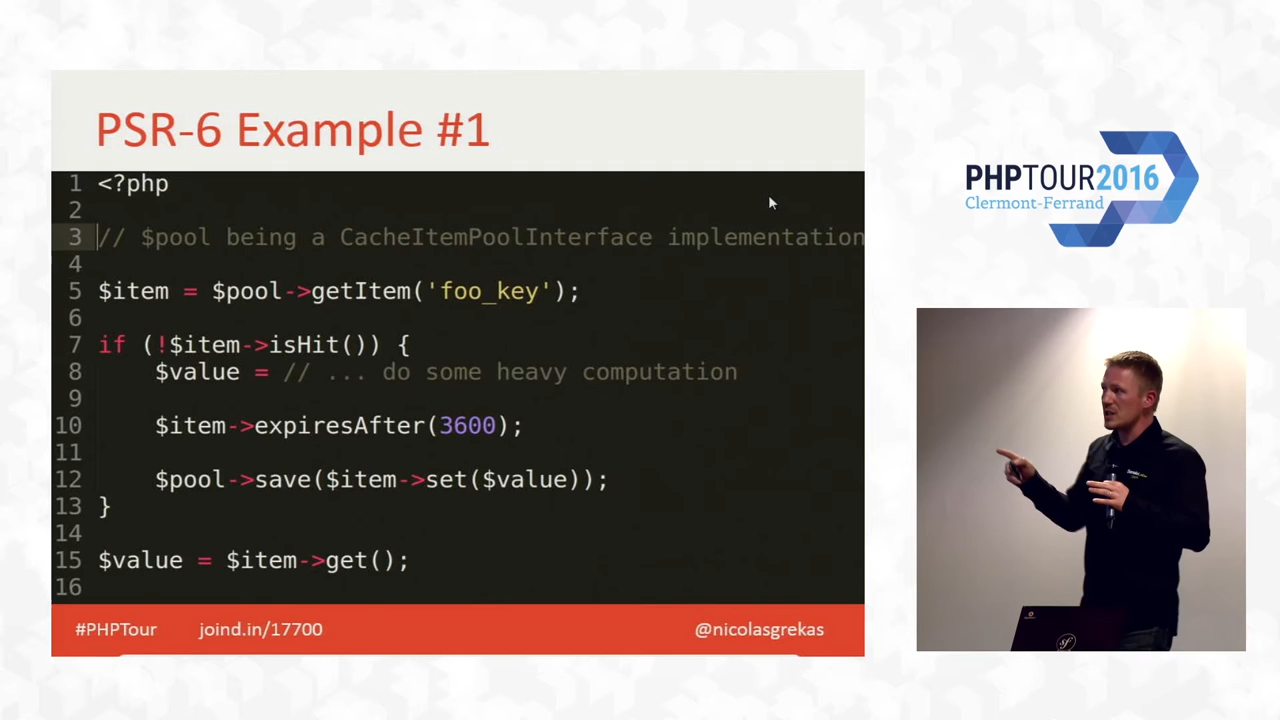 PSR-6 Example #1
1 <?php
2
3 // $pool being a CacheItemPoolInterface implementation
4
5 $item = $pool->getItem('foo_key');
6
7 if (!$item->isHit()) {
8     $value = // ... do some heavy computation
9
10     $item->expiresAfter(3600);
11
12     $pool->save($item->set($value));
13 }
14
15 $value = $item->get();
16
#PHPTour joind.in/17700 @nicolasgrekas
PHPTOUR2016
Clermont-Ferrand
sf